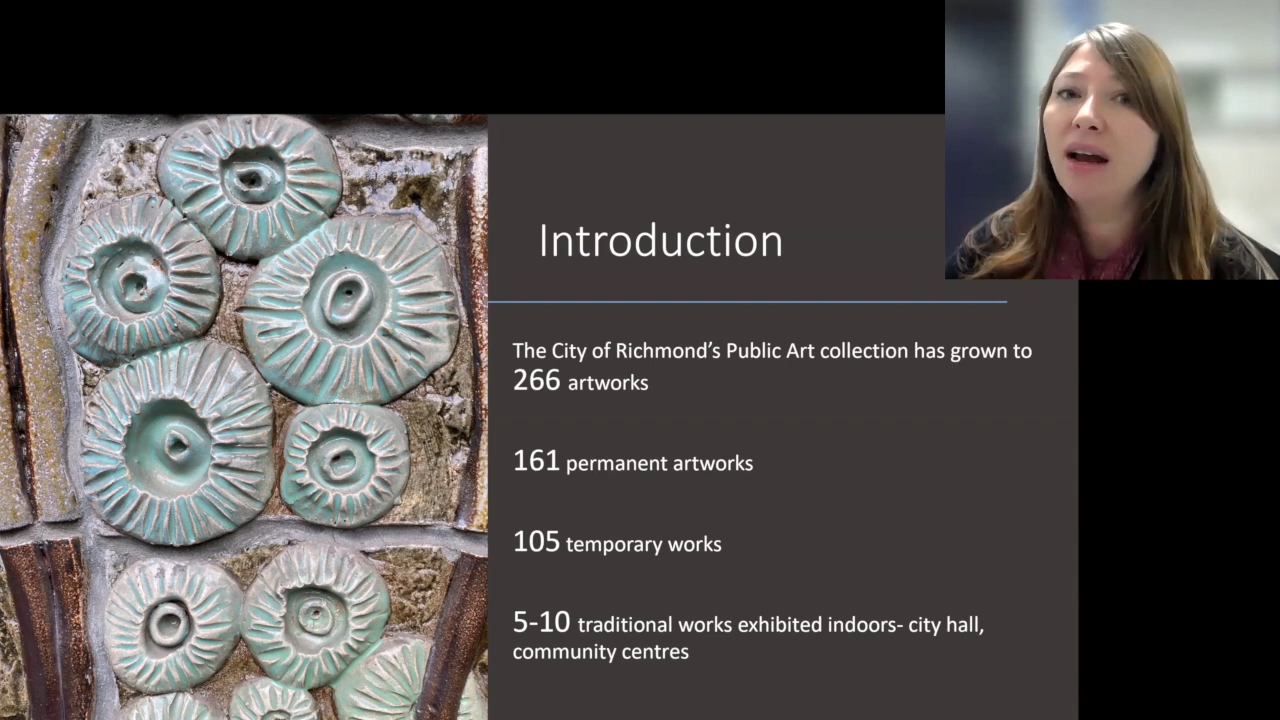 Introduction
The City of Richmond’s Public Art collection has grown to
266 artworks
161 permanent artworks
105 temporary works
5-10 traditional works exhibited indoors- city hall,
community centres